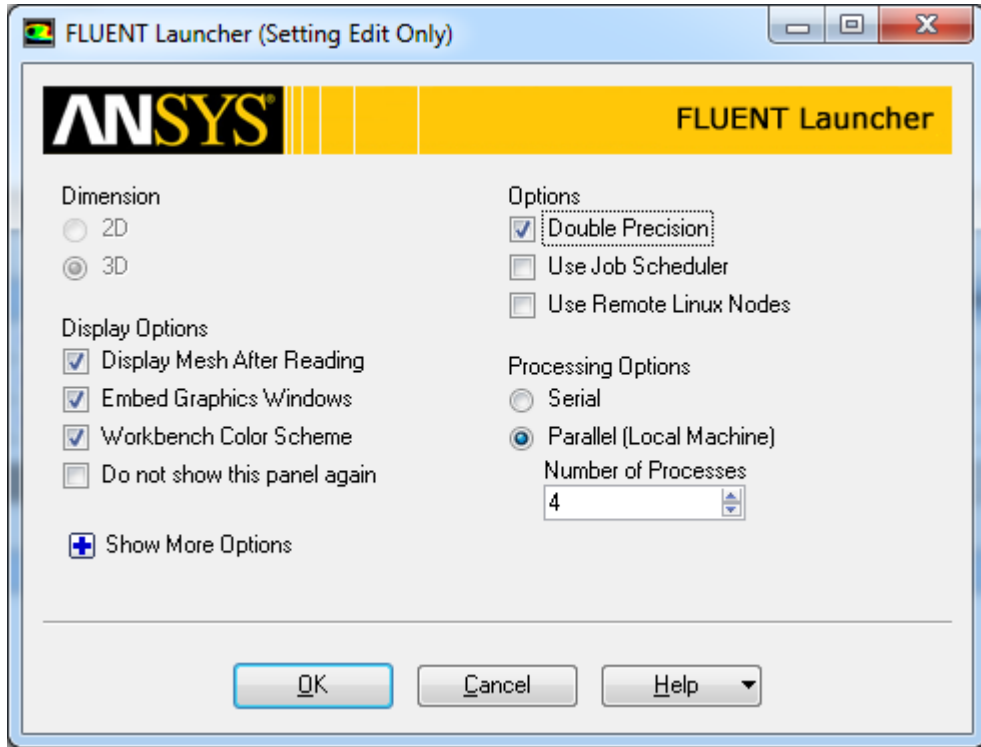 FLUENT Launcher (Setting Edit Only)
ANSYS®
FLUENT Launcher
Dimension
2D
3D
Display Options
Display Mesh After Reading
Embed Graphics Windows
Workbench Color Scheme
Do not show this panel again
Show More Options
Options
Double Precision
Use Job Scheduler
Use Remote Linux Nodes
Processing Options
Serial
Parallel (Local Machine)
Number of Processes
4
OK
Cancel
Help